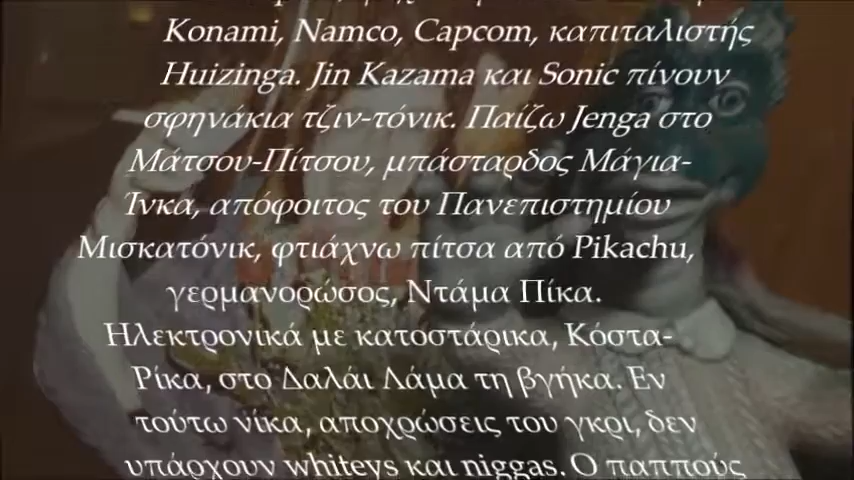 Konami, Namco, Capcom, καπιταλιστής
Huizinga. Jin Kazama και Sonic πίνουν
σφηνάκια τζιν-τόνικ. Παίζω Jenga στο
Μάτσου-Πίτσου, μπάσταρδος Μάγια-
Ίνκα, απόφοιτος του Πανεπιστημίου
Μισκατόνικ, φτιάχνω πίτσα από Pikachu,
γερμανορώσος, Ντάμα Πίκα.
Ηλεκτρονικά με κατοστάρικα, Κόστα-
Ρίκα, στο Δαλάι Λάμα τη βγήκα. Εν
τούτω νίκα, αποχρώσεις του γκρι, δεν
υπάρχουν whiteys και niggas. Ο παππούς